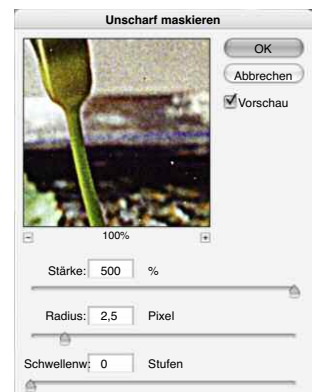 Unscharf maskieren
OK
Abbrechen
Vorschau
100%
Stärke: 500 %
Radius: 2,5 Pixel
Schwellenw: 0 Stufen